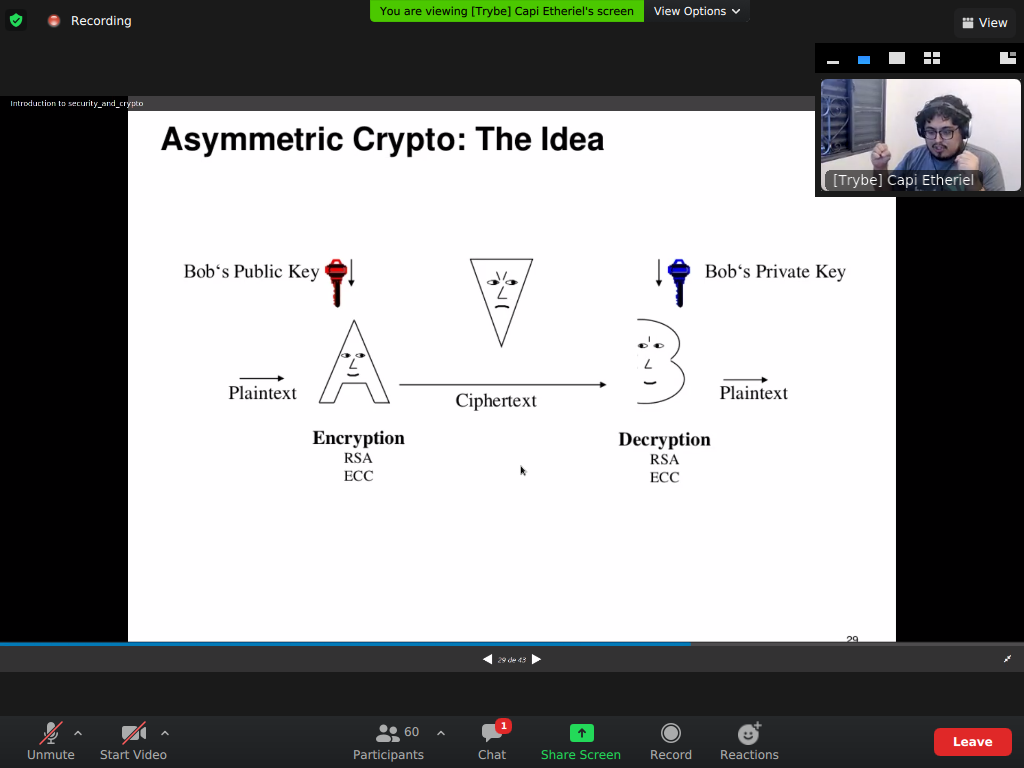 Recording
You are viewing [Trybe] Capi Etheriel's screen
View Options
View
Introduction to security_and_crypto
Asymmetric Crypto: The Idea
[Trybe] Capi Etheriel
Bob's Public Key
Bob's Private Key
Plaintext
Ciphertext
Plaintext
Encryption
RSA
ECC
Decryption
RSA
ECC
29
29 de 43
Unmute
Start Video
60
Participants
1
Chat
Share Screen
Record
Reactions
Leave